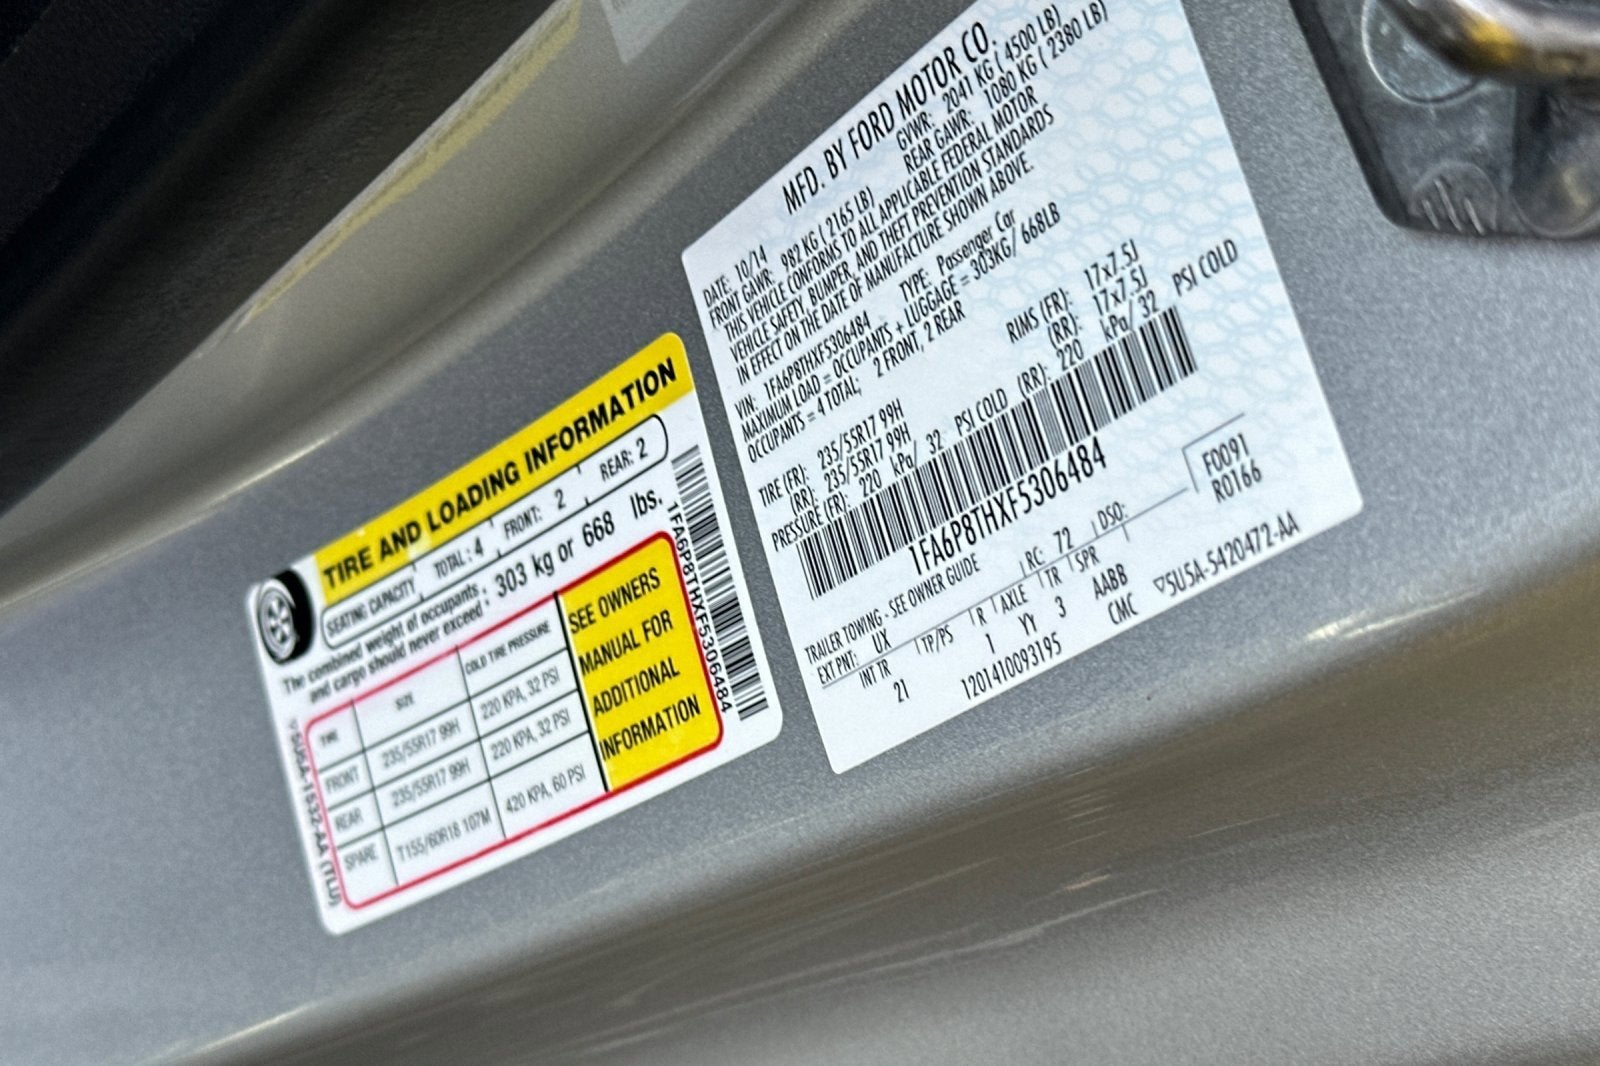 TIRE AND LOADING INFORMATION
SEATING CAPACITY TOTAL: 4 FRONT: 2 REAR: 2
The combined weight of occupants
and cargo should never exceed : 303 kg or 668 lbs.
TIRE SIZE COLD TIRE PRESSURE
FRONT 235/55R17 99H 220 KPA, 32 PSI
REAR 235/55R17 99H 220 KPA, 32 PSI
SPARE T155/60R18 107M 420 KPA, 60 PSI
SEE OWNERS
MANUAL FOR
ADDITIONAL
INFORMATION
1FA6P8THXF5306484
MFD. BY FORD MOTOR CO.
DATE: 10/14 GVWR: 2041 KG ( 4500 LB)
FRONT GAWR: 982 KG ( 2165 LB) REAR GAWR: 1080 KG ( 2380 LB)
THIS VEHICLE CONFORMS TO ALL APPLICABLE FEDERAL MOTOR
VEHICLE SAFETY, BUMPER, AND THEFT PREVENTION STANDARDS
IN EFFECT ON THE DATE OF MANUFACTURE SHOWN ABOVE.
VIN: 1FA6P8THXF5306484 TYPE: Passenger Car
MAXIMUM LOAD = OCCUPANTS + LUGGAGE = 303KG/ 668LB
OCCUPANTS = 4 TOTAL; 2 FRONT, 2 REAR
TIRE (FR): 235/55R17 99H RIMS (FR): 17x7.5J
(RR): 235/55R17 99H (RR): 17x7.5J
PRESSURE (FR): 220 kPa/ 32 PSI COLD (RR): 220 kPa/ 32 PSI COLD
1FA6P8THXF5306484
TRAILER TOWING - SEE OWNER GUIDE
F0091
R0166
EXT PNT: UX RC: 72 DSO:
INT TR TP/PS R AXLE TR SPR
21 1 YY 3 AABB
1201410093195 CMC
▽SU5A-5420472-AA